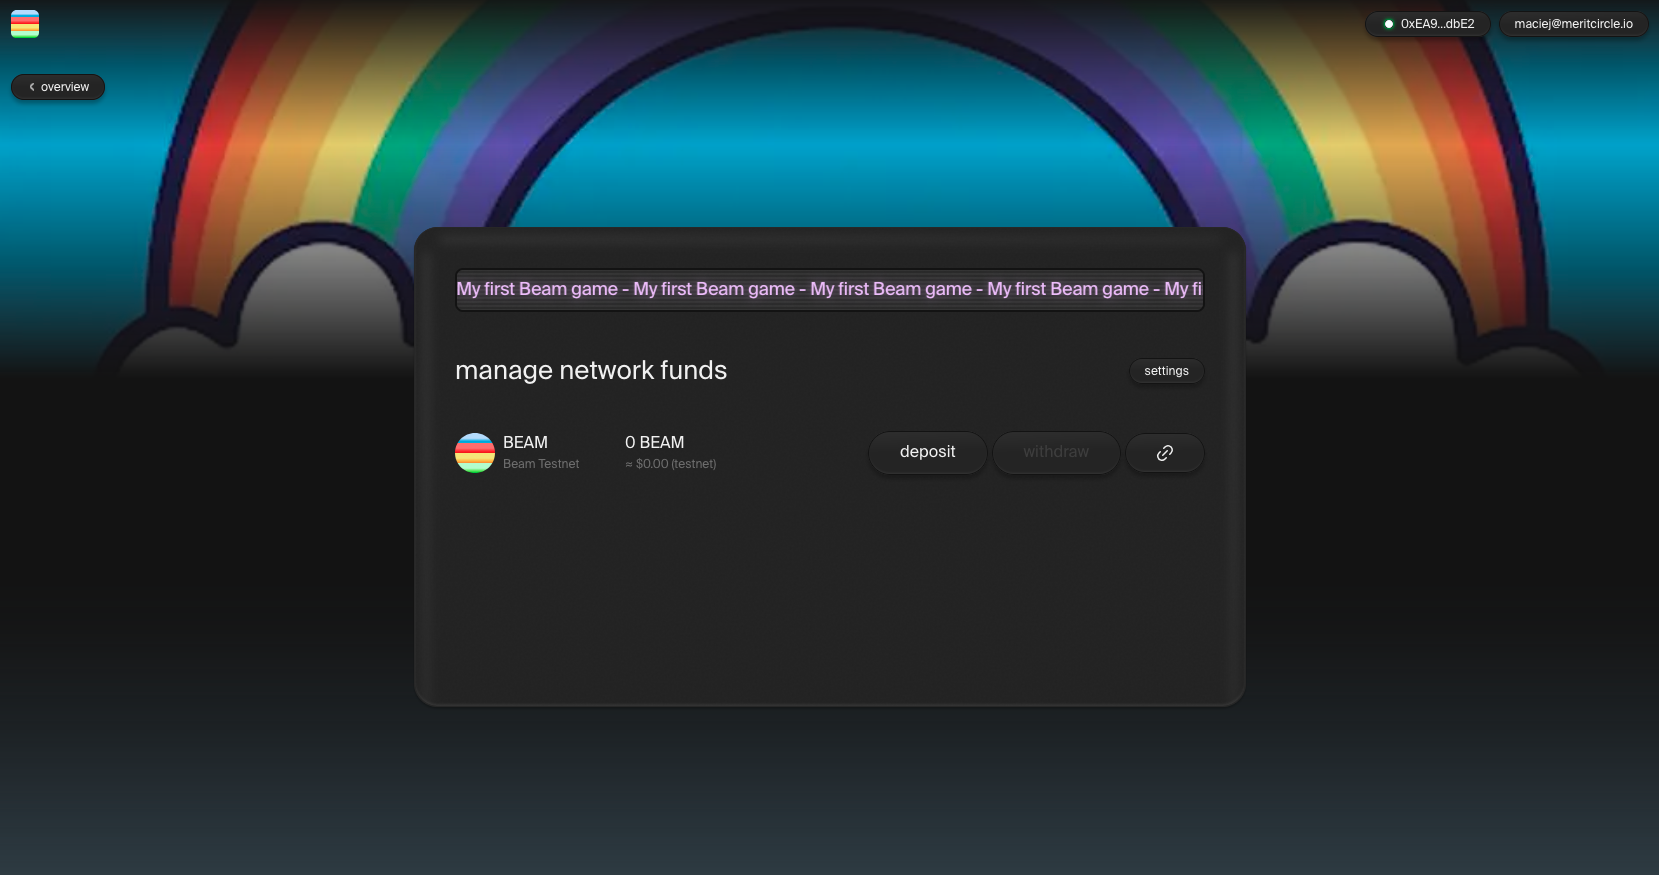 0xEA9...dbE2
maciej@meritcircle.io
overview
My first Beam game - My first Beam game - My first Beam game - My first Beam game - My fi
manage network funds
settings
BEAM
0 BEAM
deposit
withdraw
Beam Testnet
≈ $0.00 (testnet)